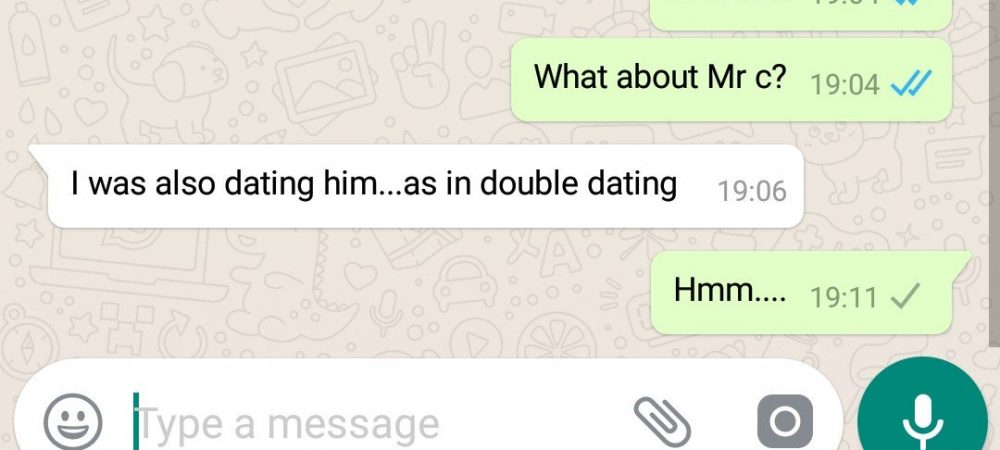 What about Mr c? 19:04
I was also dating him...as in double dating 19:06
Hmm.... 19:11
Type a message